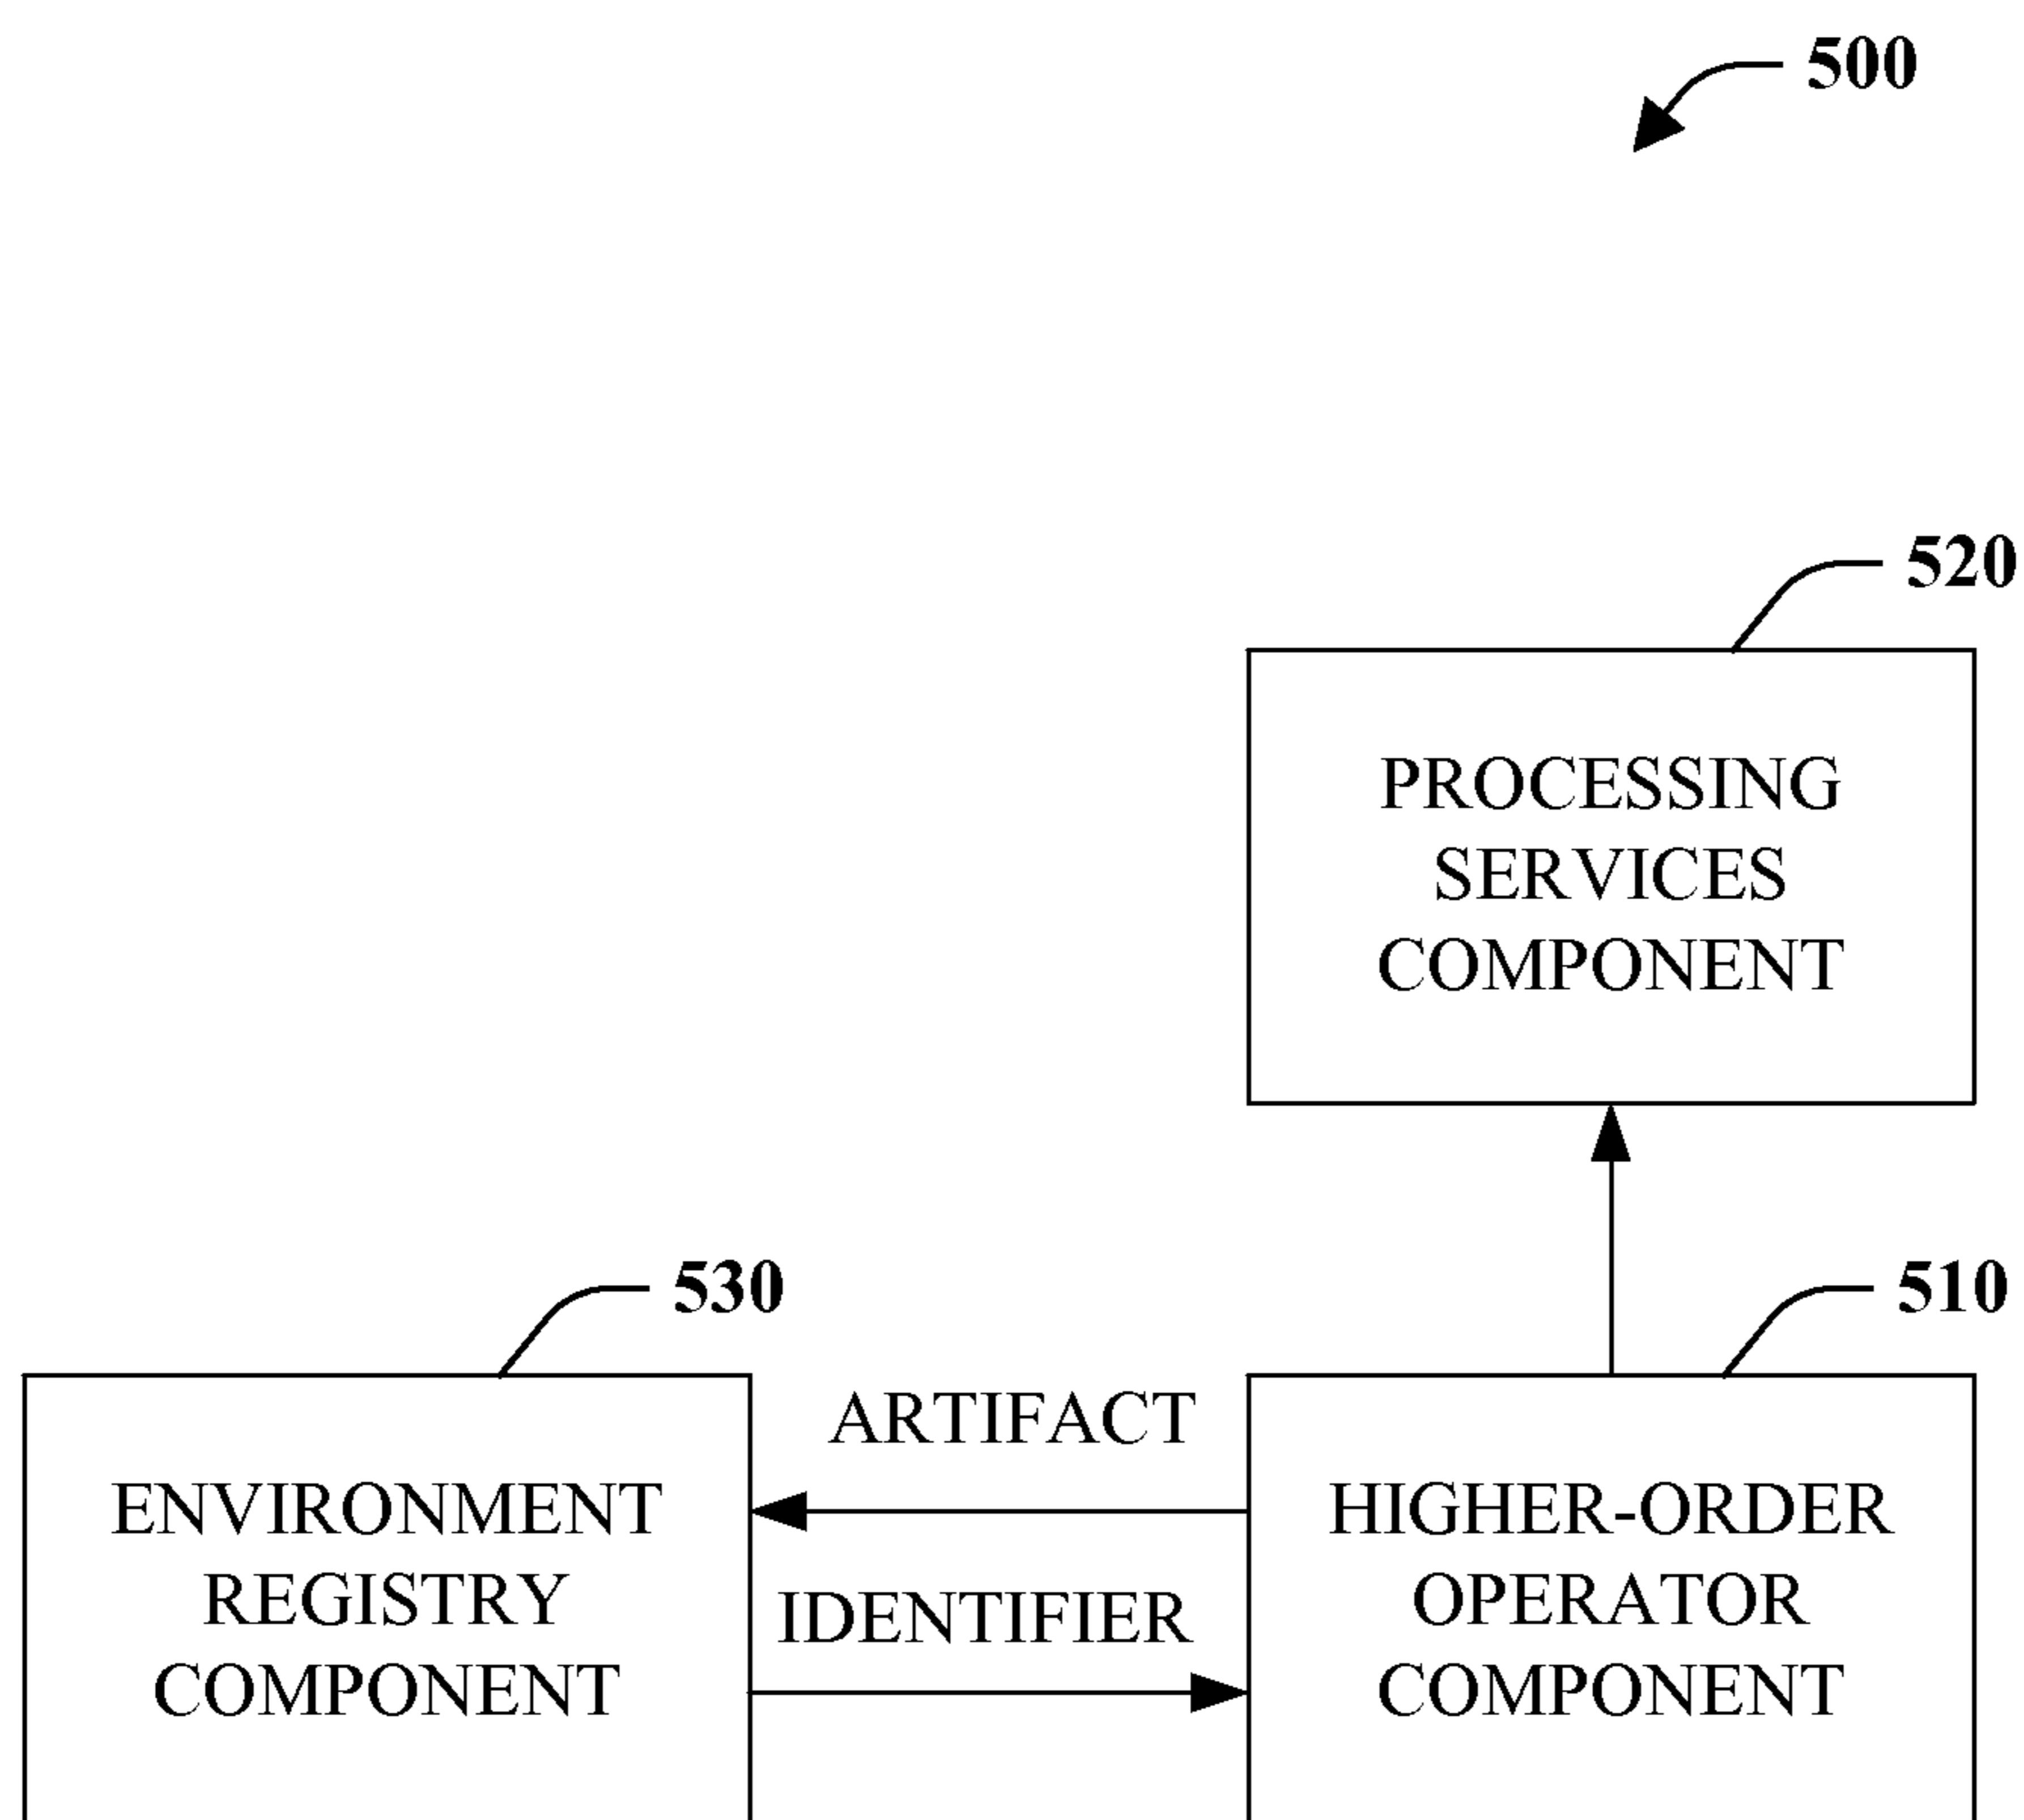 500
520
PROCESSING
SERVICES
COMPONENT
530
510
ARTIFACT
ENVIRONMENT
REGISTRY
COMPONENT
IDENTIFIER
HIGHER-ORDER
OPERATOR
COMPONENT